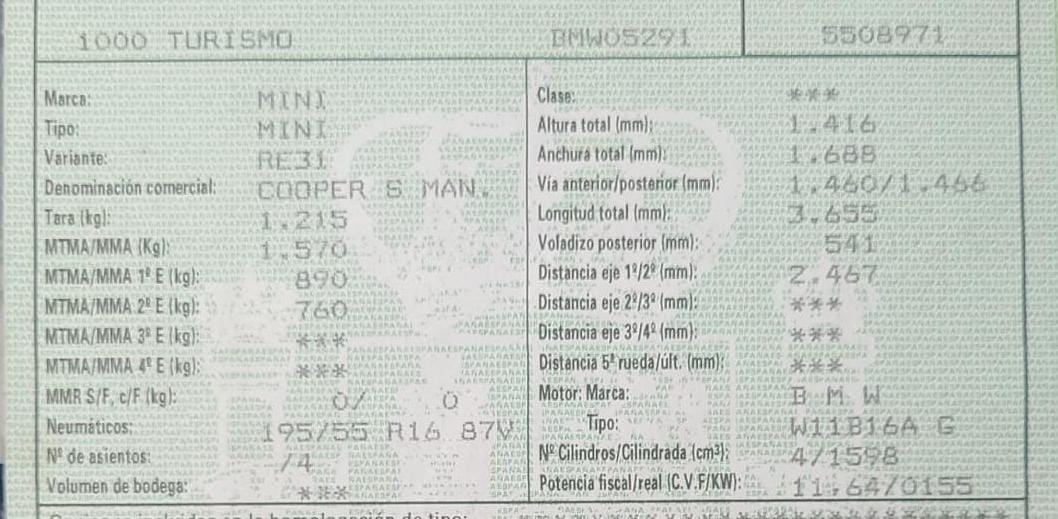 1000 TURISMO BMW05291 5508971
Marca: MINI
Tipo: MINI
Variante: RE31
Denominación comercial: COOPER S MAN.
Tara (kg): 1.215
MTMA/MMA (Kg): 1.570
MTMA/MMA 1º E (kg): 890
MTMA/MMA 2º E (kg): 760
MTMA/MMA 3º E (kg): ***
MTMA/MMA 4º E (kg): ***
MMR S/F, c/F (kg): 0/ 0
Neumáticos: 195/55 R16 87V
Nº de asientos: /4
Volumen de bodega: ***
Clase: ***
Altura total (mm): 1.416
Anchura total (mm): 1.688
Vía anterior/posterior (mm): 1.460/1.466
Longitud total (mm): 3.655
Voladizo posterior (mm): 541
Distancia eje 1º/2º (mm): 2.467
Distancia eje 2º/3º (mm): ***
Distancia eje 3º/4º (mm): ***
Distancia 5ª rueda/últ. (mm): ***
Motor: Marca: B M W
Tipo: W11B16A G
Nº Cilindros/Cilindrada (cm³): 4/1598
Potencia fiscal/real (C.V.F/KW): 11.64/0155